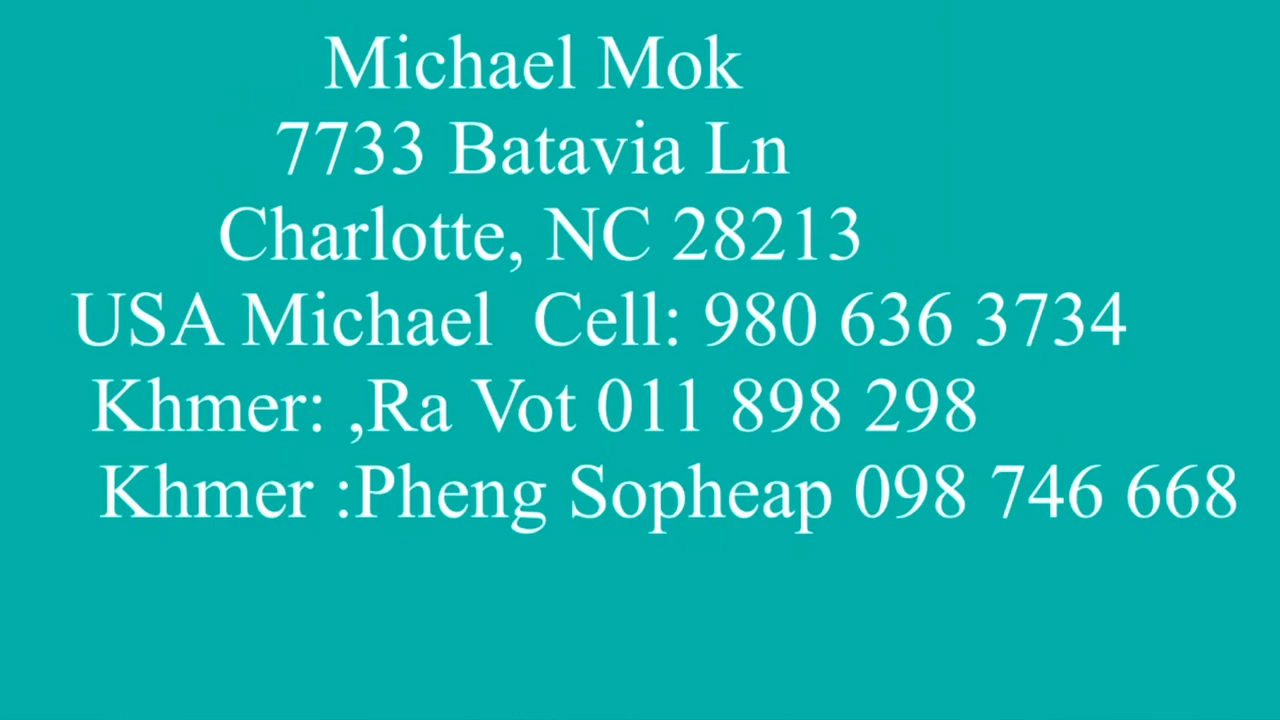 Michael Mok
7733 Batavia Ln
Charlotte, NC 28213
USA Michael  Cell: 980 636 3734
Khmer: ,Ra Vot 011 898 298
Khmer :Pheng Sopheap 098 746 668